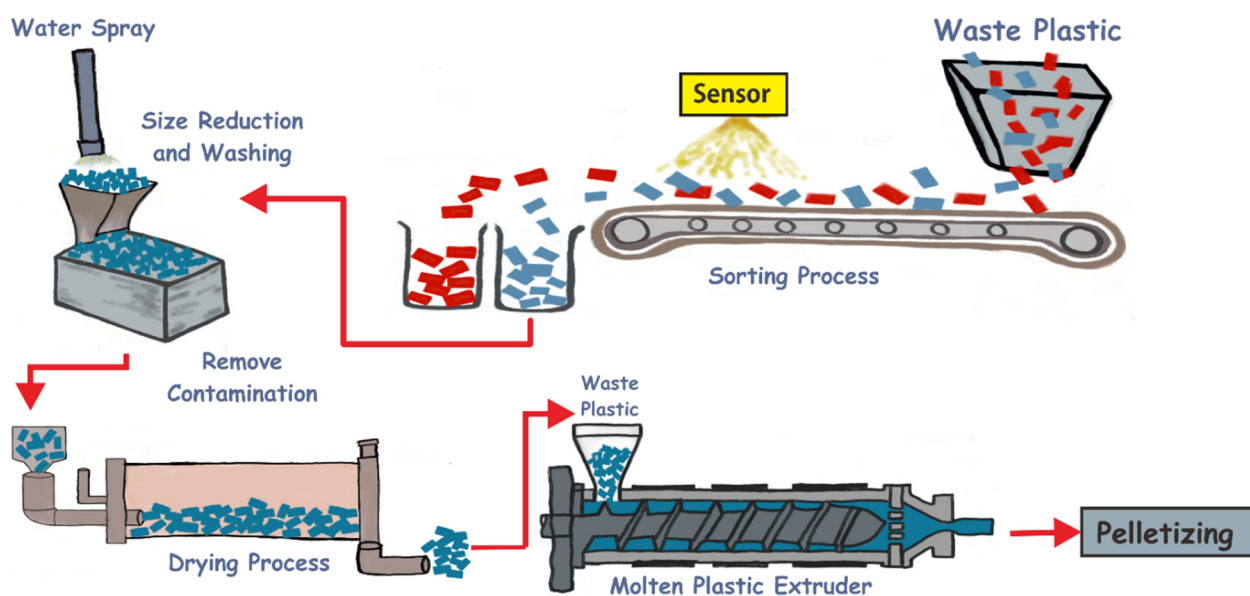 Water Spray
Waste Plastic
Sensor
Size Reduction
and Washing
Sorting Process
Remove
Contamination
Waste
Plastic
Drying Process
Molten Plastic Extruder
Pelletizing